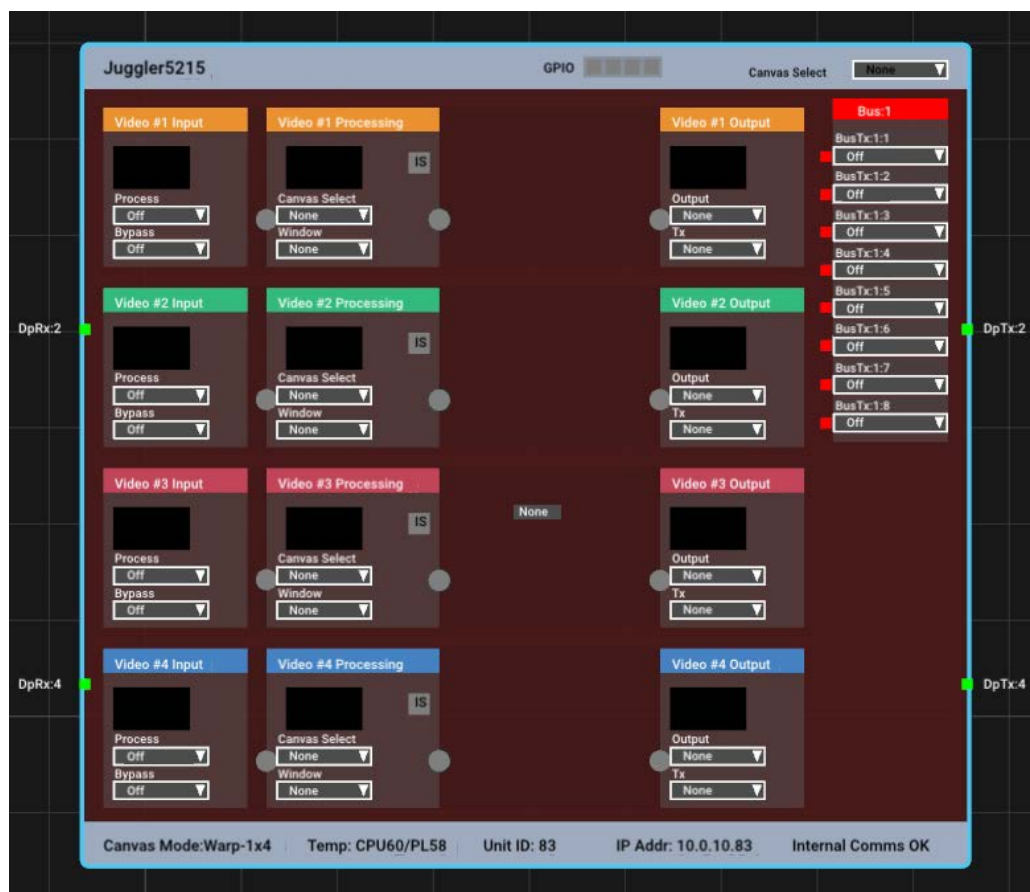 Juggler5215
GPIO
Canvas Select
None
Video #1 Input
Process
Off
Bypass
Off
Video #1 Processing
IS
Canvas Select
None
Window
None
Video #1 Output
Output
None
Tx
None
Bus:1
BusTx:1:1
Off
BusTx:1:2
Off
BusTx:1:3
Off
BusTx:1:4
Off
BusTx:1:5
Off
BusTx:1:6
Off
BusTx:1:7
Off
BusTx:1:8
Off
DpRx:2
Video #2 Input
Process
Off
Bypass
Off
Video #2 Processing
IS
Canvas Select
None
Window
None
Video #2 Output
Output
None
Tx
None
DpTx:2
Video #3 Input
Process
Off
Bypass
Off
Video #3 Processing
IS
Canvas Select
None
Window
None
None
Video #3 Output
Output
None
Tx
None
DpRx:4
Video #4 Input
Process
Off
Bypass
Off
Video #4 Processing
IS
Canvas Select
None
Window
None
Video #4 Output
Output
None
Tx
None
DpTx:4
Canvas Mode:Warp-1x4
Temp: CPU60/PL58
Unit ID: 83
IP Addr: 10.0.10.83
Internal Comms OK